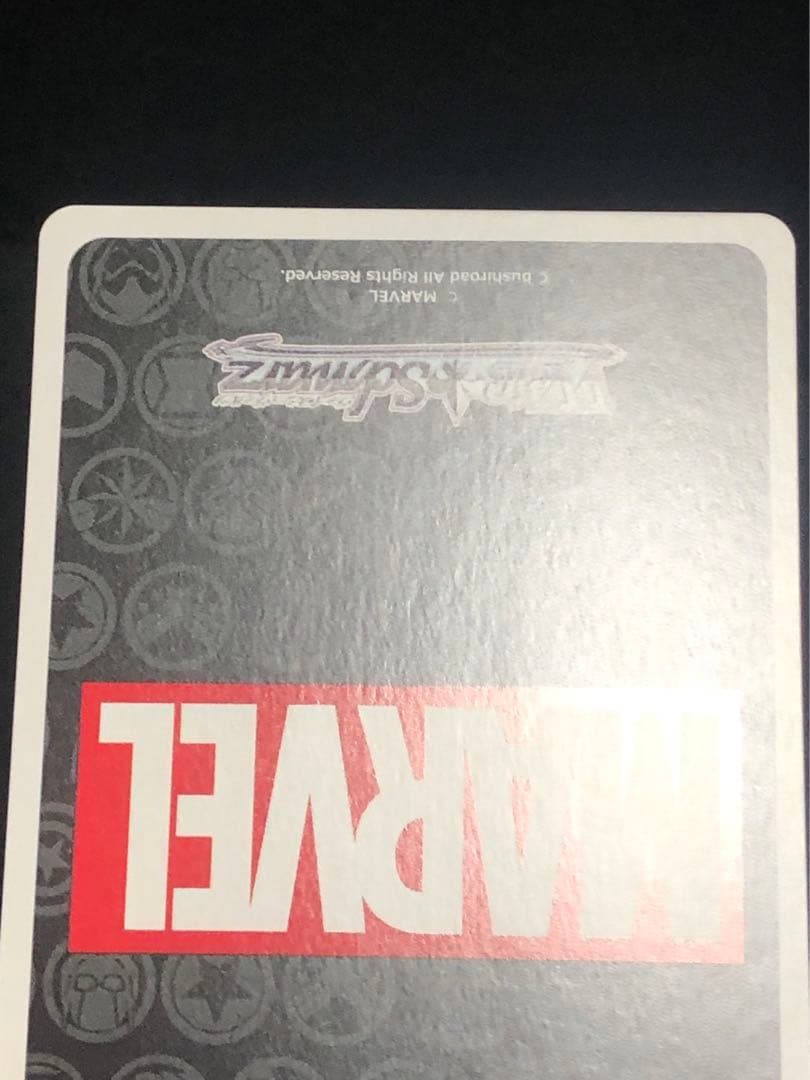 MARVEL
Weiß Schwarz
© MARVEL
© bushiroad All Rights Reserved.